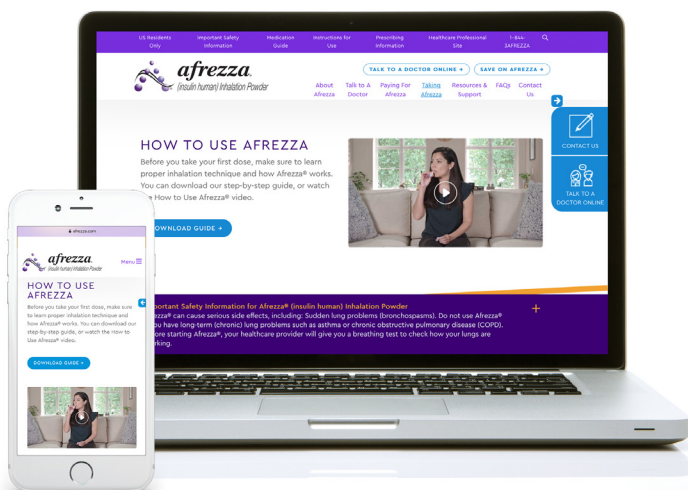 US Residents Only
Important Safety Information
Medication Guide
Instructions for Use
Prescribing Information
Healthcare Professional Site
1-844-3AFREZZA
afrezza
(insulin human) Inhalation Powder
TALK TO A DOCTOR ONLINE →
SAVE ON AFREZZA →
About Afrezza
Talk to A Doctor
Paying For Afrezza
Taking Afrezza
Resources & Support
FAQs
Contact Us
HOW TO USE AFREZZA
Before you take your first dose, make sure to learn
proper inhalation technique and how Afrezza® works.
You can download our step-by-step guide, or watch
How to Use Afrezza® video.
DOWNLOAD GUIDE →
CONTACT US
TALK TO A
DOCTOR ONLINE
Important Safety Information for Afrezza® (insulin human) Inhalation Powder
can cause serious side effects, including: Sudden lung problems (bronchospasms). Do not use Afrezza®
you have long-term (chronic) lung problems such as asthma or chronic obstructive pulmonary disease (COPD).
starting Afrezza®, your healthcare provider will give you a breathing test to check how your lungs are
afrezza.com
afrezza
(insulin human) Inhalation Powder
Menu
HOW TO USE
AFREZZA
Before you take your first dose, make sure
to learn proper inhalation technique and
how Afrezza® works. You can download our
step-by-step guide, or watch the How to
Use Afrezza® video.
DOWNLOAD GUIDE →